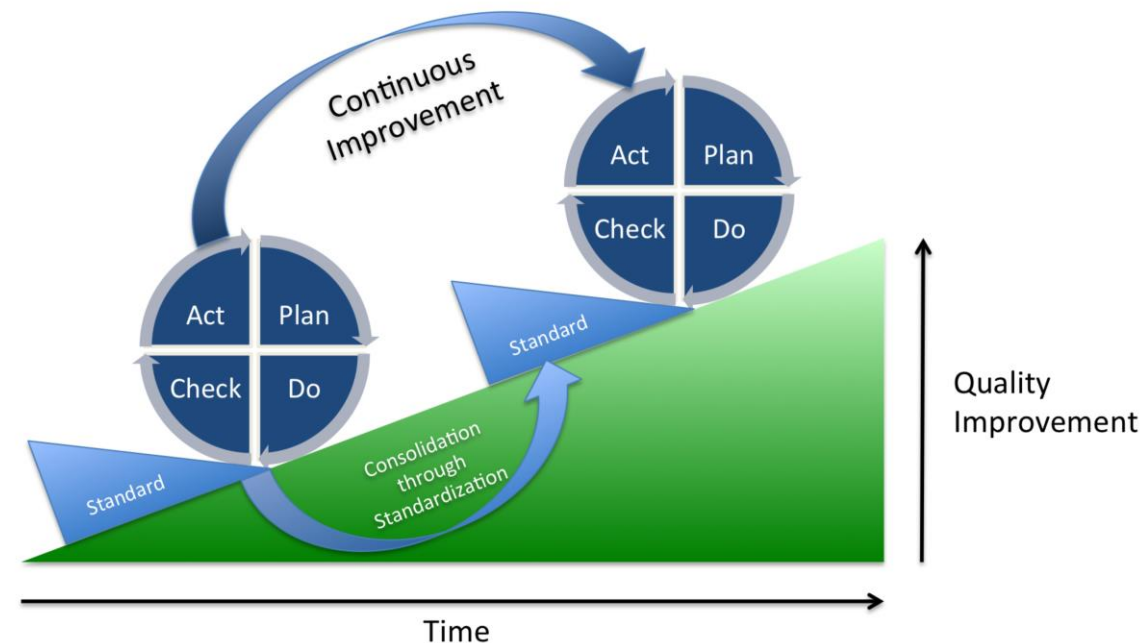 Continuous
Improvement
Act
Plan
Check
Do
Act
Plan
Check
Do
Standard
Standard
Consolidation
through
Standardization
Quality
Improvement
Time